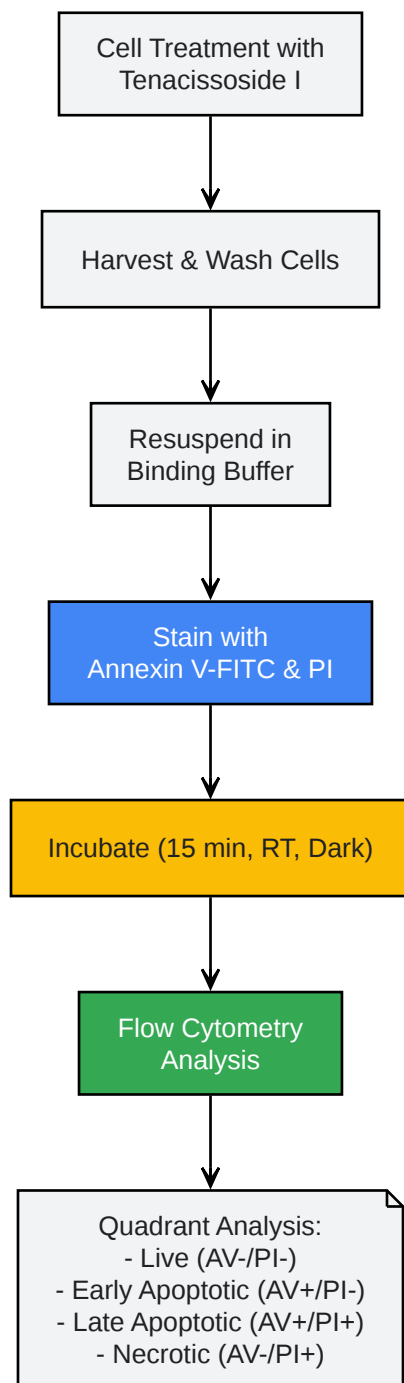 Cell Treatment with
Tenacissoside I
Harvest & Wash Cells
Resuspend in
Binding Buffer
Stain with
Annexin V-FITC & PI
Incubate (15 min, RT, Dark)
Flow Cytometry
Analysis
Quadrant Analysis:
- Live (AV-/PI-)
- Early Apoptotic (AV+/PI-)
- Late Apoptotic (AV+/PI+)
- Necrotic (AV-/PI+)